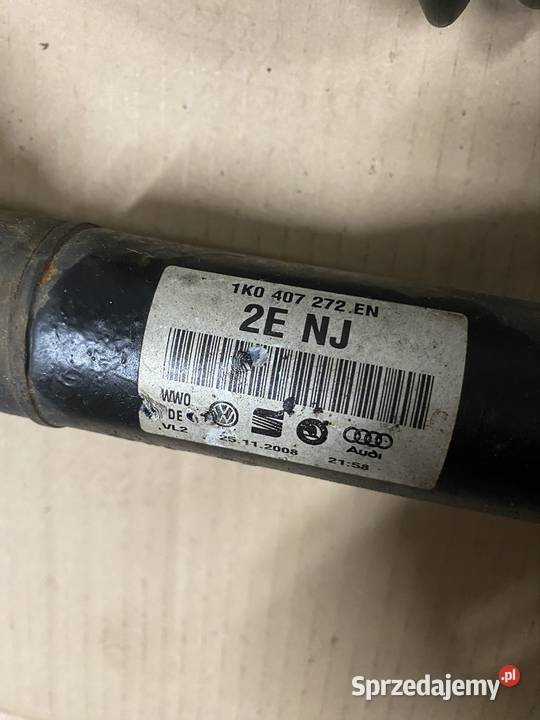 1K0 407 272 EN
2E NJ
WWO
DE
VL2
25.11.2008
21:58
Audi
Sprzedajemy.pl